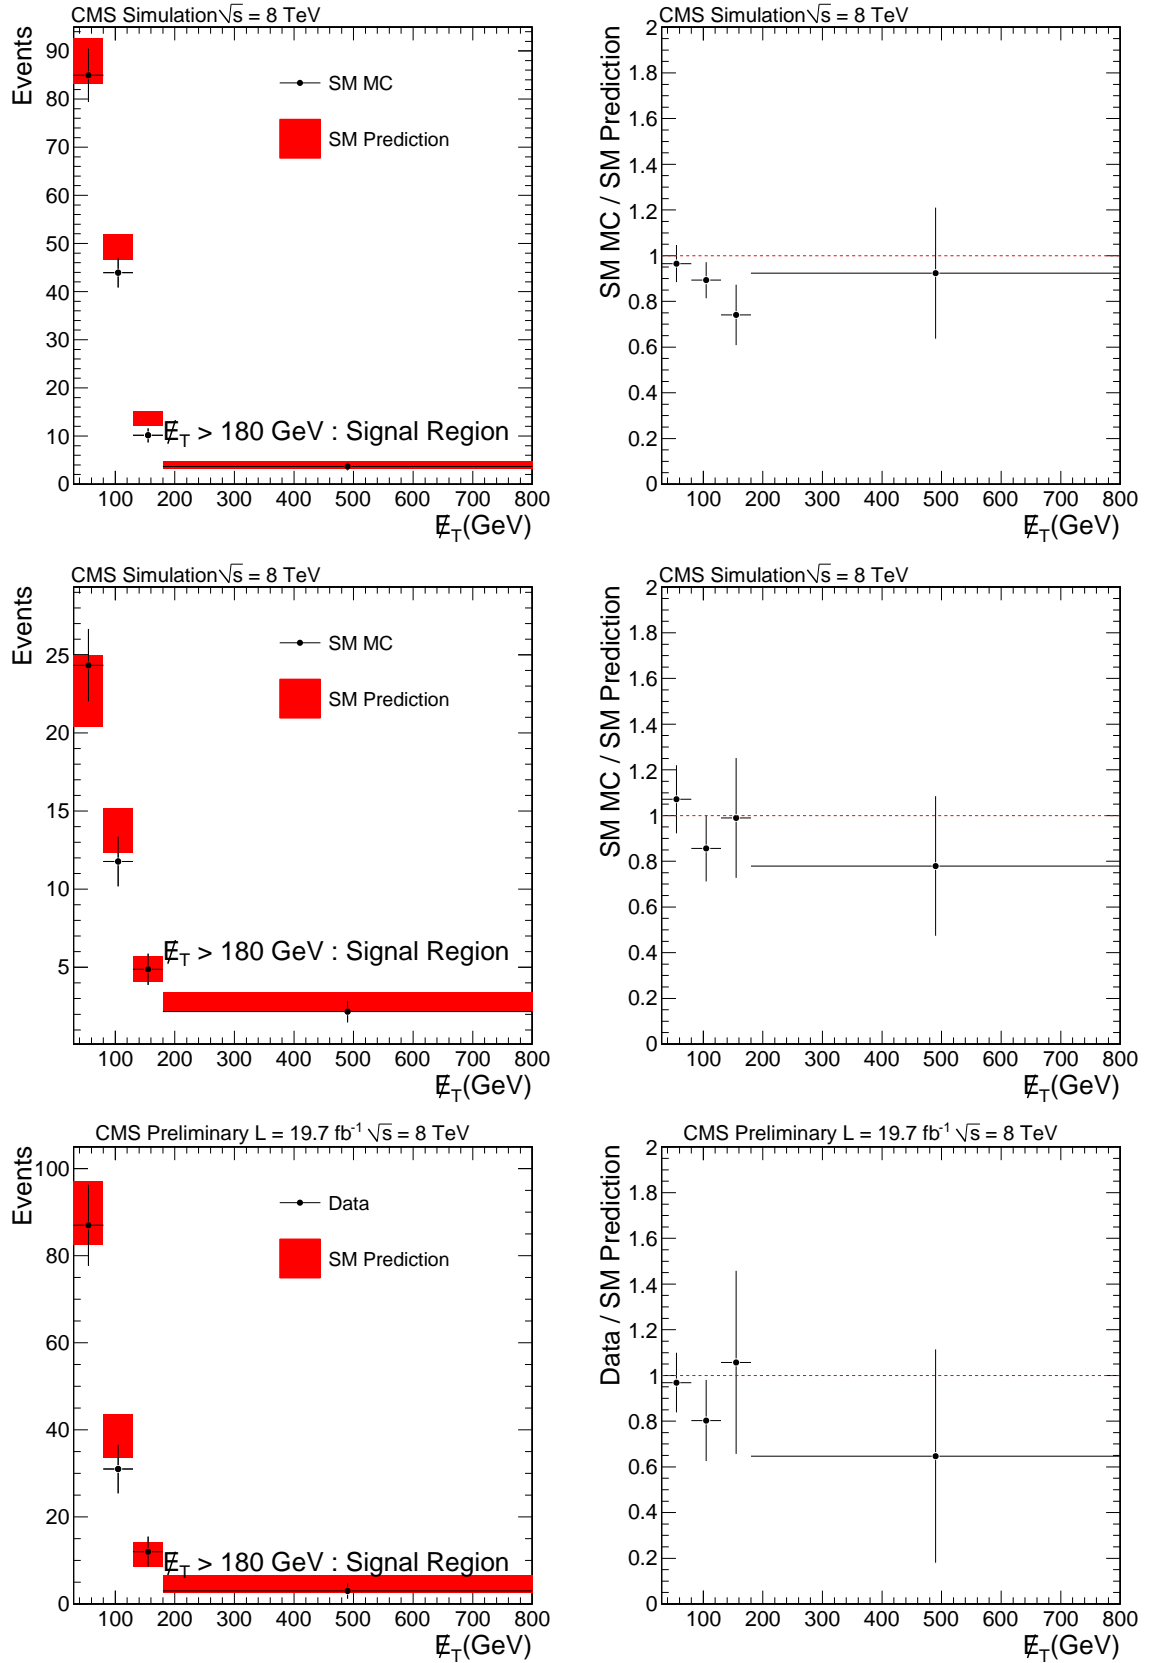 CMS Simulation√s = 8 TeV
Events
90
80
70
60
50
40
30
20
10
0
SM MC
SM Prediction
E̸_T > 180 GeV : Signal Region
100 200 300 400 500 600 700 800
E̸_T(GeV)
CMS Simulation√s = 8 TeV
SM MC / SM Prediction
2
1.8
1.6
1.4
1.2
1
0.8
0.6
0.4
0.2
0
100 200 300 400 500 600 700 800
E̸_T(GeV)
CMS Simulation√s = 8 TeV
Events
25
20
15
10
5
SM MC
SM Prediction
E̸_T > 180 GeV : Signal Region
100 200 300 400 500 600 700 800
E̸_T(GeV)
CMS Simulation√s = 8 TeV
SM MC / SM Prediction
2
1.8
1.6
1.4
1.2
1
0.8
0.6
0.4
0.2
0
100 200 300 400 500 600 700 800
E̸_T(GeV)
CMS Preliminary L = 19.7 fb⁻¹ √s = 8 TeV
Events
100
80
60
40
20
0
Data
SM Prediction
E̸_T > 180 GeV : Signal Region
100 200 300 400 500 600 700 800
E̸_T(GeV)
CMS Preliminary L = 19.7 fb⁻¹ √s = 8 TeV
Data / SM Prediction
2
1.8
1.6
1.4
1.2
1
0.8
0.6
0.4
0.2
0
100 200 300 400 500 600 700 800
E̸_T(GeV)